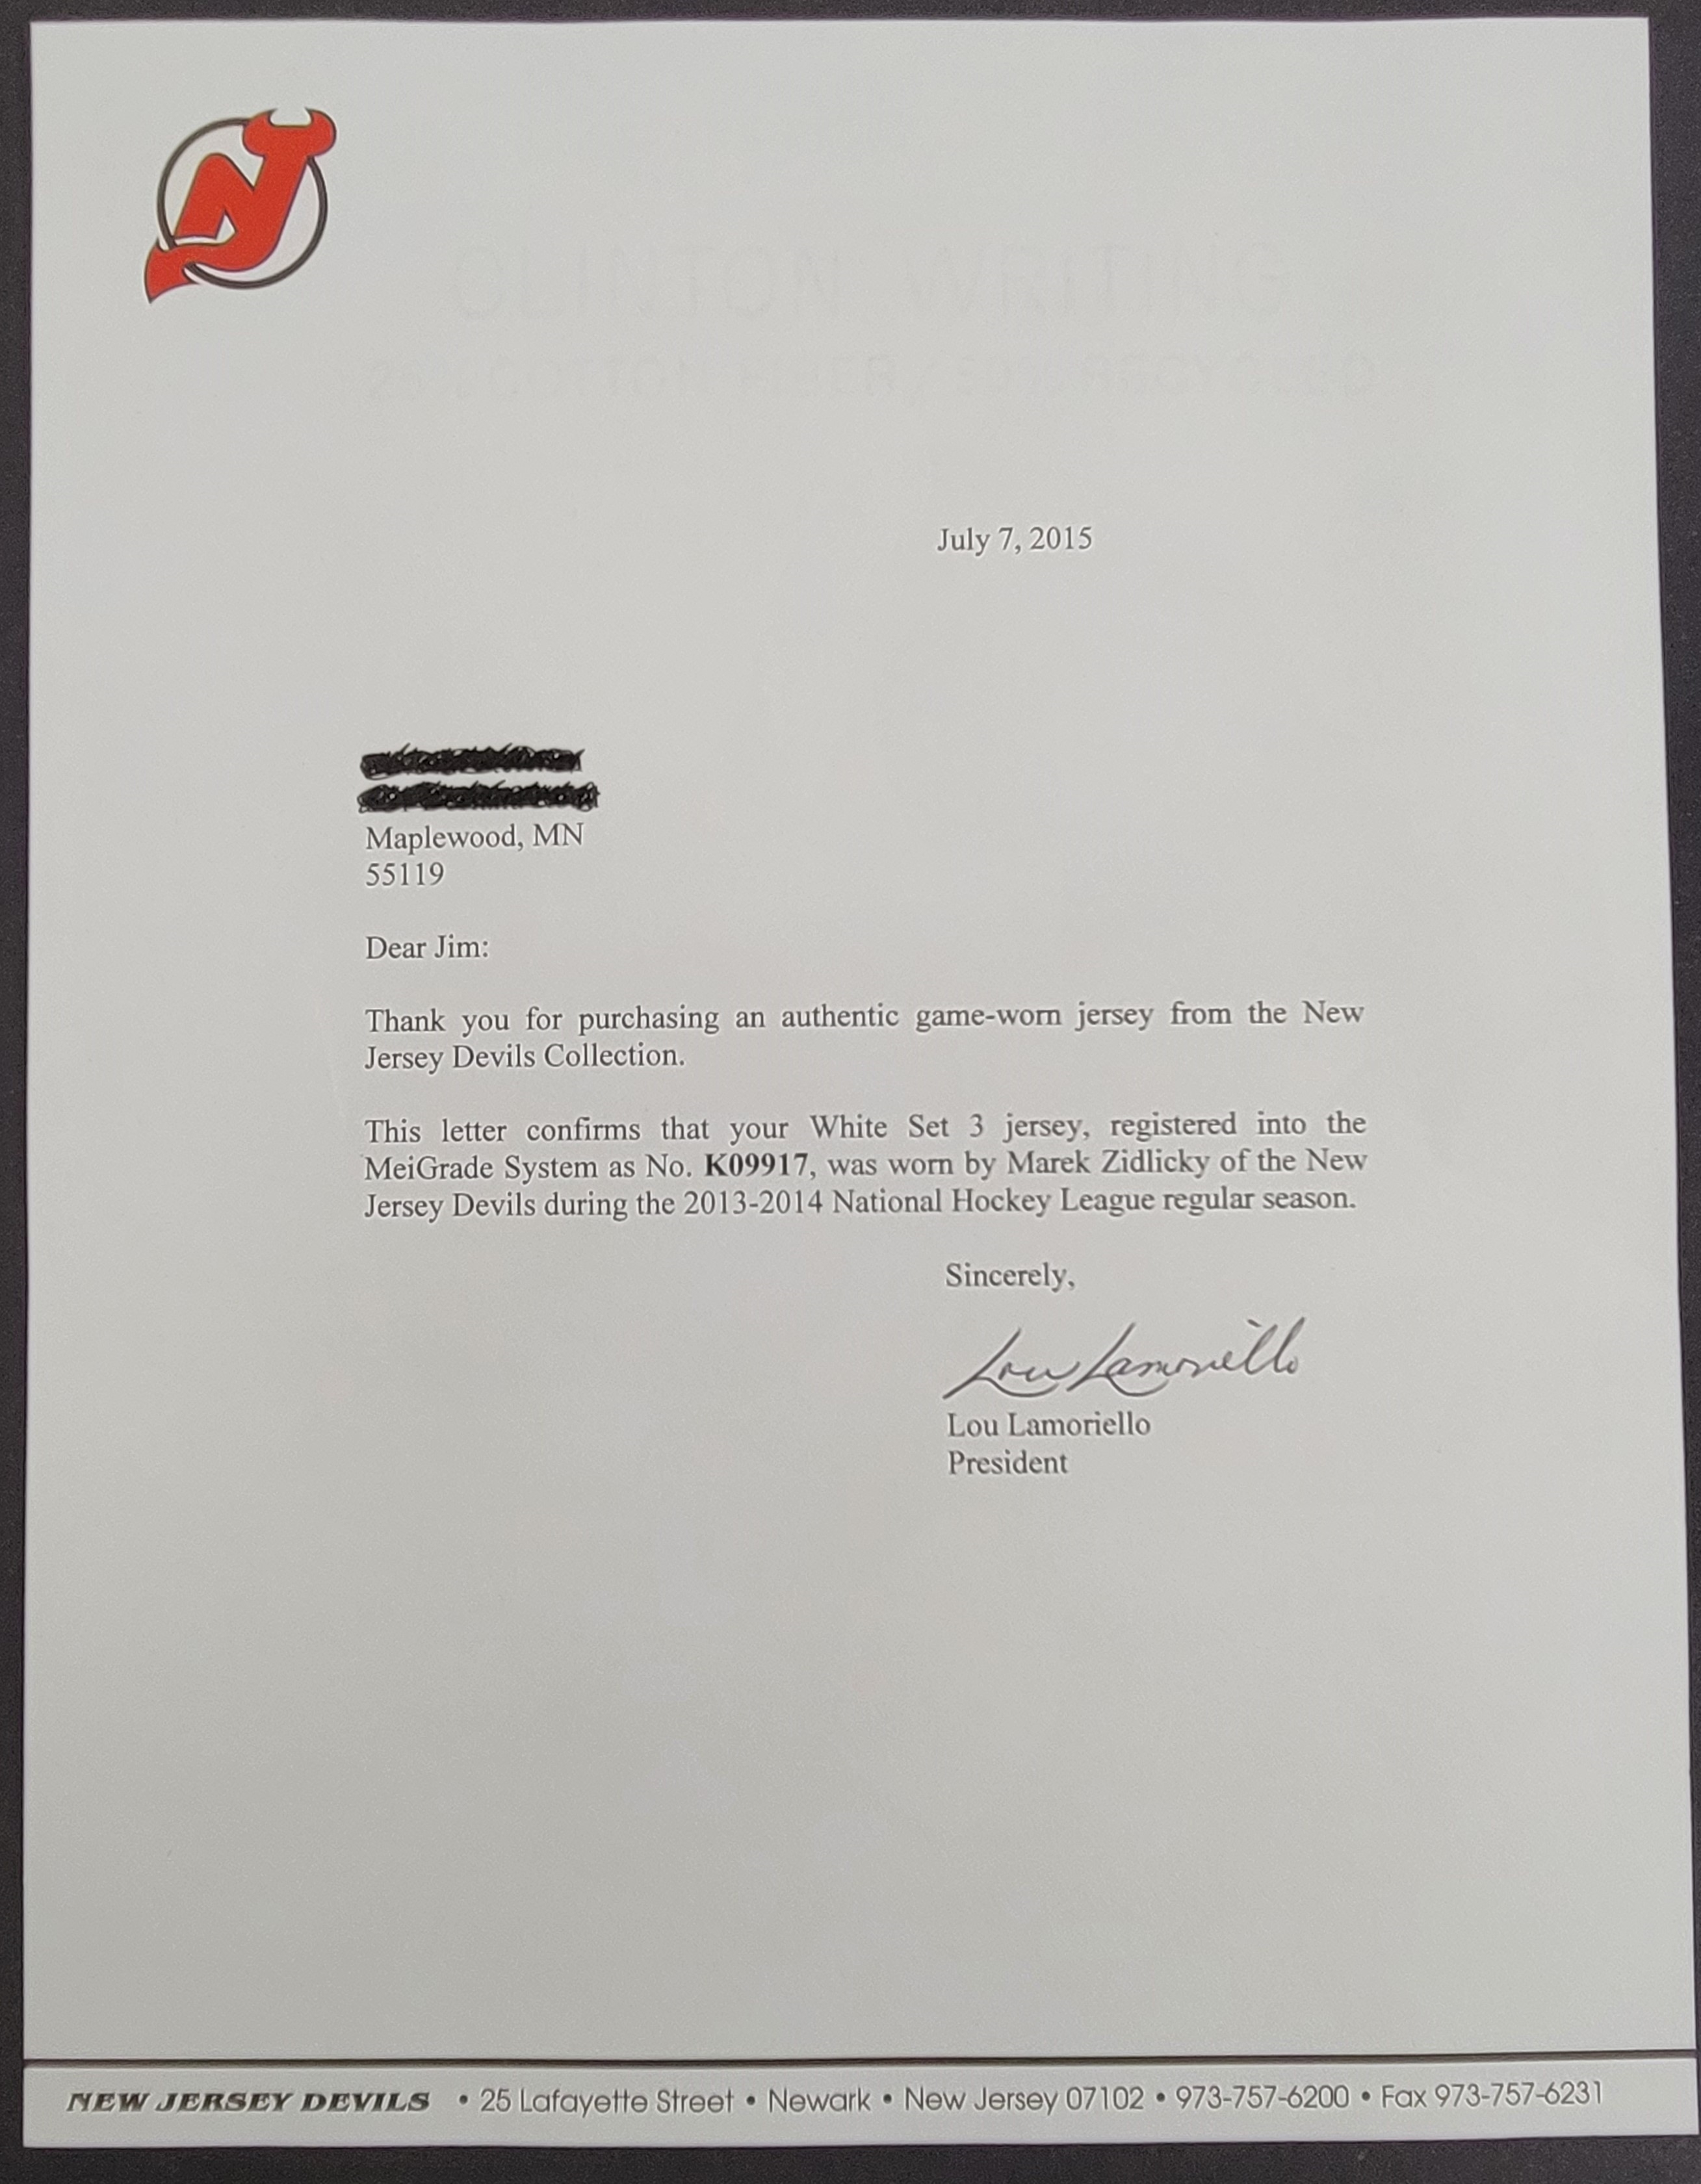 July 7, 2015
Maplewood, MN
55119
Dear Jim:
Thank you for purchasing an authentic game-worn jersey from the New
Jersey Devils Collection.
This letter confirms that your White Set 3 jersey, registered into the
MeiGrade System as No. K09917, was worn by Marek Zidlicky of the New
Jersey Devils during the 2013-2014 National Hockey League regular season.
Sincerely,
Lou Lamoriello
Lou Lamoriello
President
NEW JERSEY DEVILS • 25 Lafayette Street • Newark • New Jersey 07102 • 973-757-6200 • Fax 973-757-6231